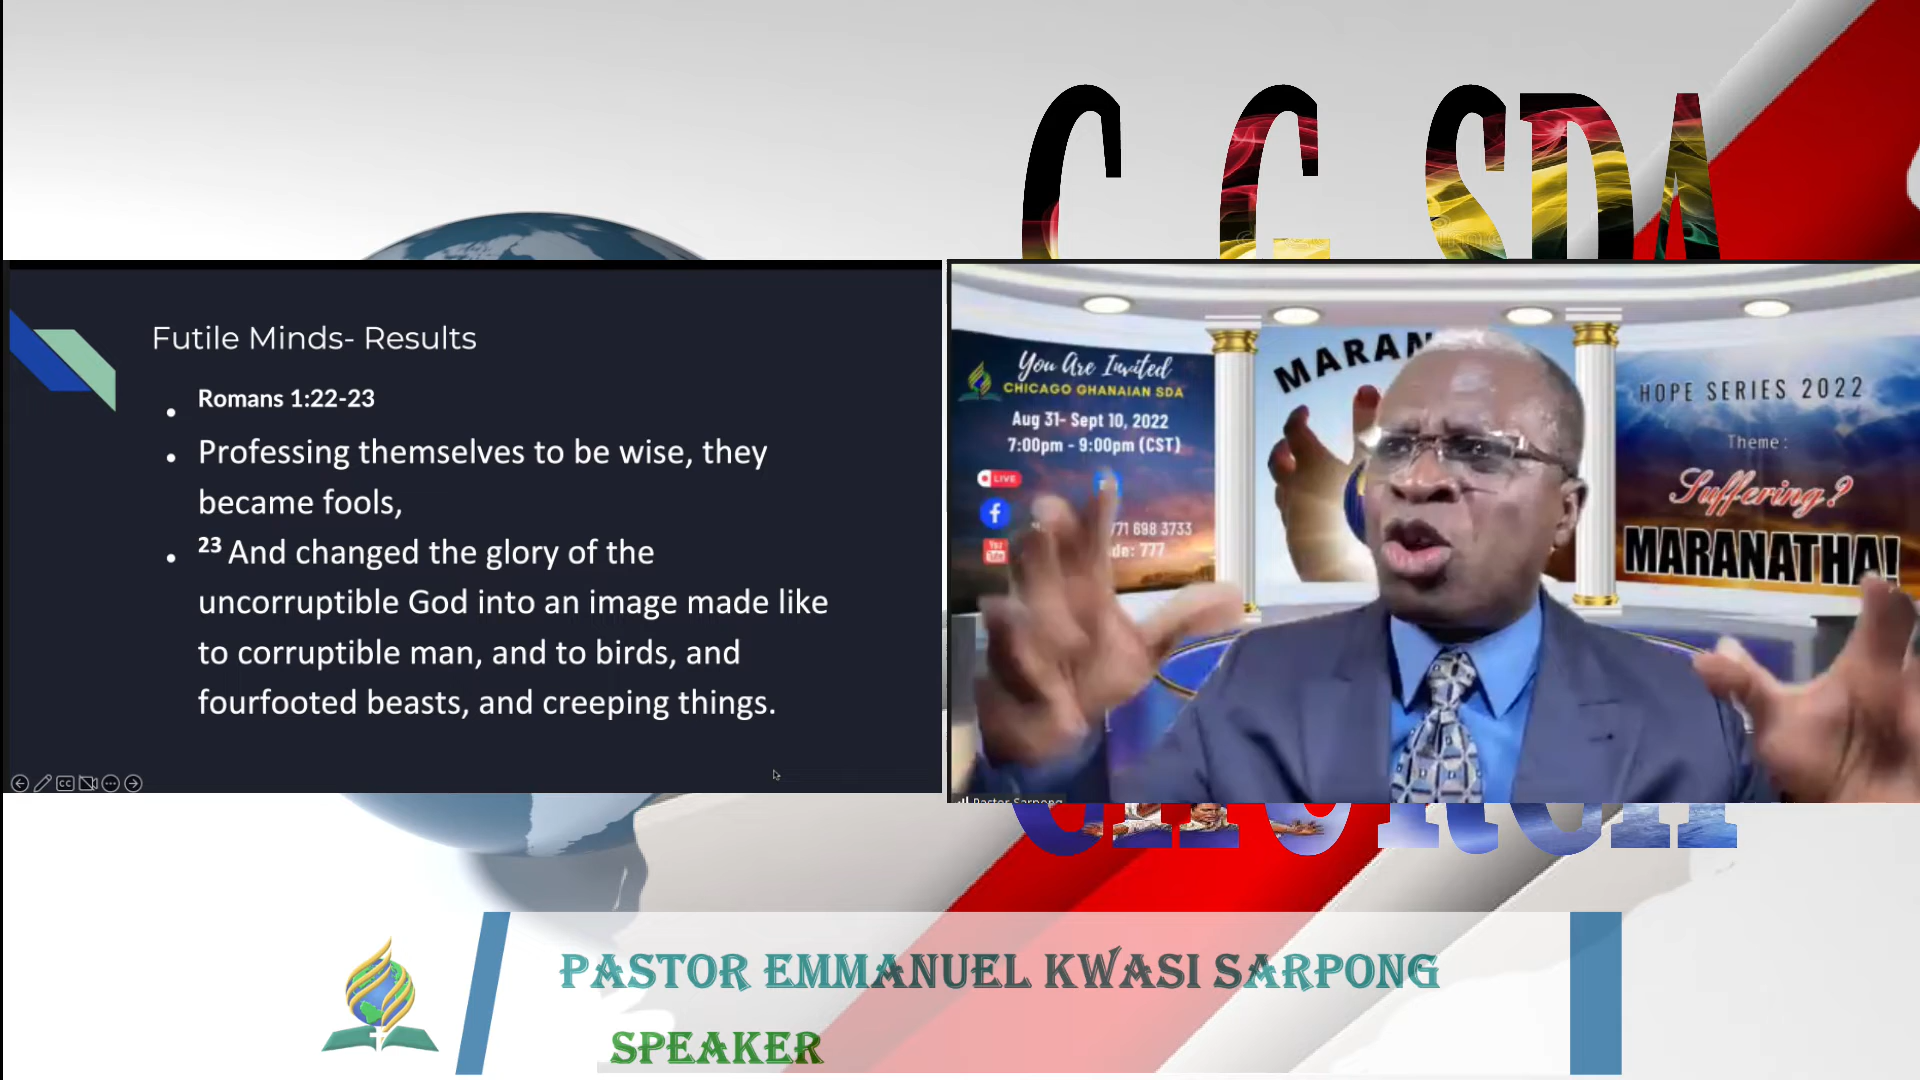 C G SDA
Futile Minds- Results
Romans 1:22-23
Professing themselves to be wise, they
became fools,
23 And changed the glory of the
uncorruptible God into an image made like
to corruptible man, and to birds, and
fourfooted beasts, and creeping things.
You Are Invited
CHICAGO GHANAIAN SDA
Aug 31- Sept 10, 2022
7:00pm - 9:00pm (CST)
LIVE
771 698 3733
de: 777
MARAN
HOPE SERIES 2022
Theme:
Suffering?
MARANATHA!
Pastor Sarpong
PASTOR EMMANUEL KWASI SARPONG
SPEAKER